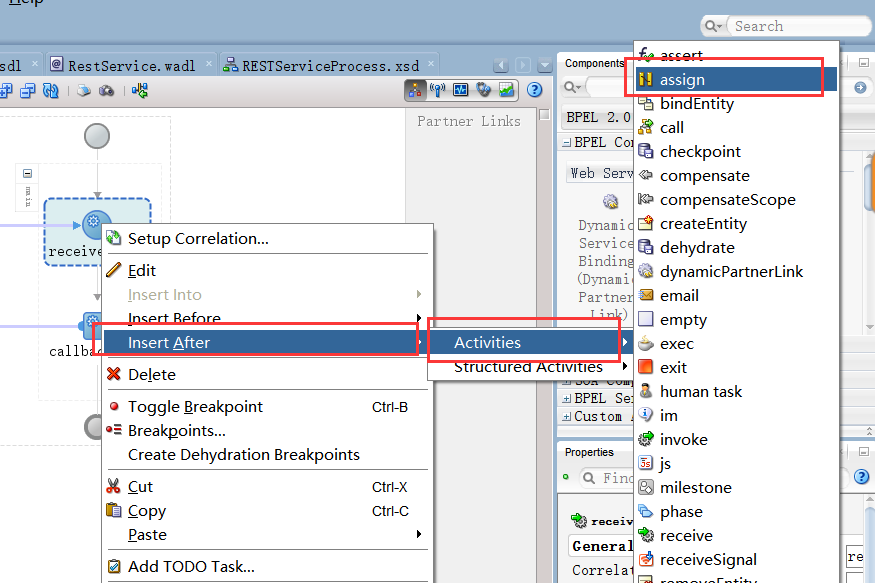 Help
Search
sdl
RestService.wadl
RESTServiceProcess.xsd
Components
Partner Links
BPEL 2.0
BPEL Con
Web Serv
Dynamic
Service
Binding
(Dynamic
Partner
Link)
main
receive
callba
Setup Correlation...
Edit
Insert Into
Insert Before
Insert After
Delete
Toggle Breakpoint Ctrl-B
Breakpoints...
Create Dehydration Breakpoints
Cut Ctrl-X
Copy Ctrl-C
Paste
Add TODO Task...
Activities
Structured Activities
assert
assign
bindEntity
call
checkpoint
compensate
compensateScope
createEntity
dehydrate
dynamicPartnerLink
email
empty
exec
exit
human task
im
invoke
js
milestone
phase
receive
receiveSignal
removeEntity
SOA Comp
BPEL Se
Custom
Properties
Find
receiv
General
Correlat
re